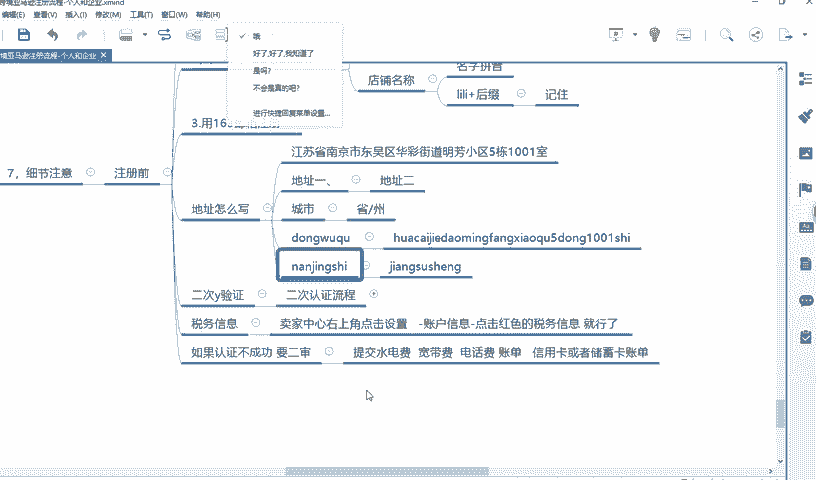 境亚马逊注册流程-个人和企业.xmind
编辑(E) 查看(V) 插入(I) 修改(M) 工具(T) 窗口(W) 帮助(H)
境亚马逊注册流程-个人和企业
哦
好了,好了,我知道了
是吗?
不会是真的吧?
进行快捷回复菜单设置...
名字拼音
店铺名称
lili+后缀
记住
3.用16
7，细节注意
注册前
地址怎么写
江苏省南京市东吴区华彩街道明芳小区5栋1001室
地址一、
地址二
城市
省/州
dongwuqu
huacaijiedaomingfangxiaoqu5dong1001shi
nanjingshi
jiangsusheng
二次y验证
二次认证流程
税务信息
卖家中心右上角点击设置 -账户信息-点击红色的税务信息 就行了
如果认证不成功 要二审
提交水电费 宽带费 电话费 账单 信用卡或者储蓄卡账单